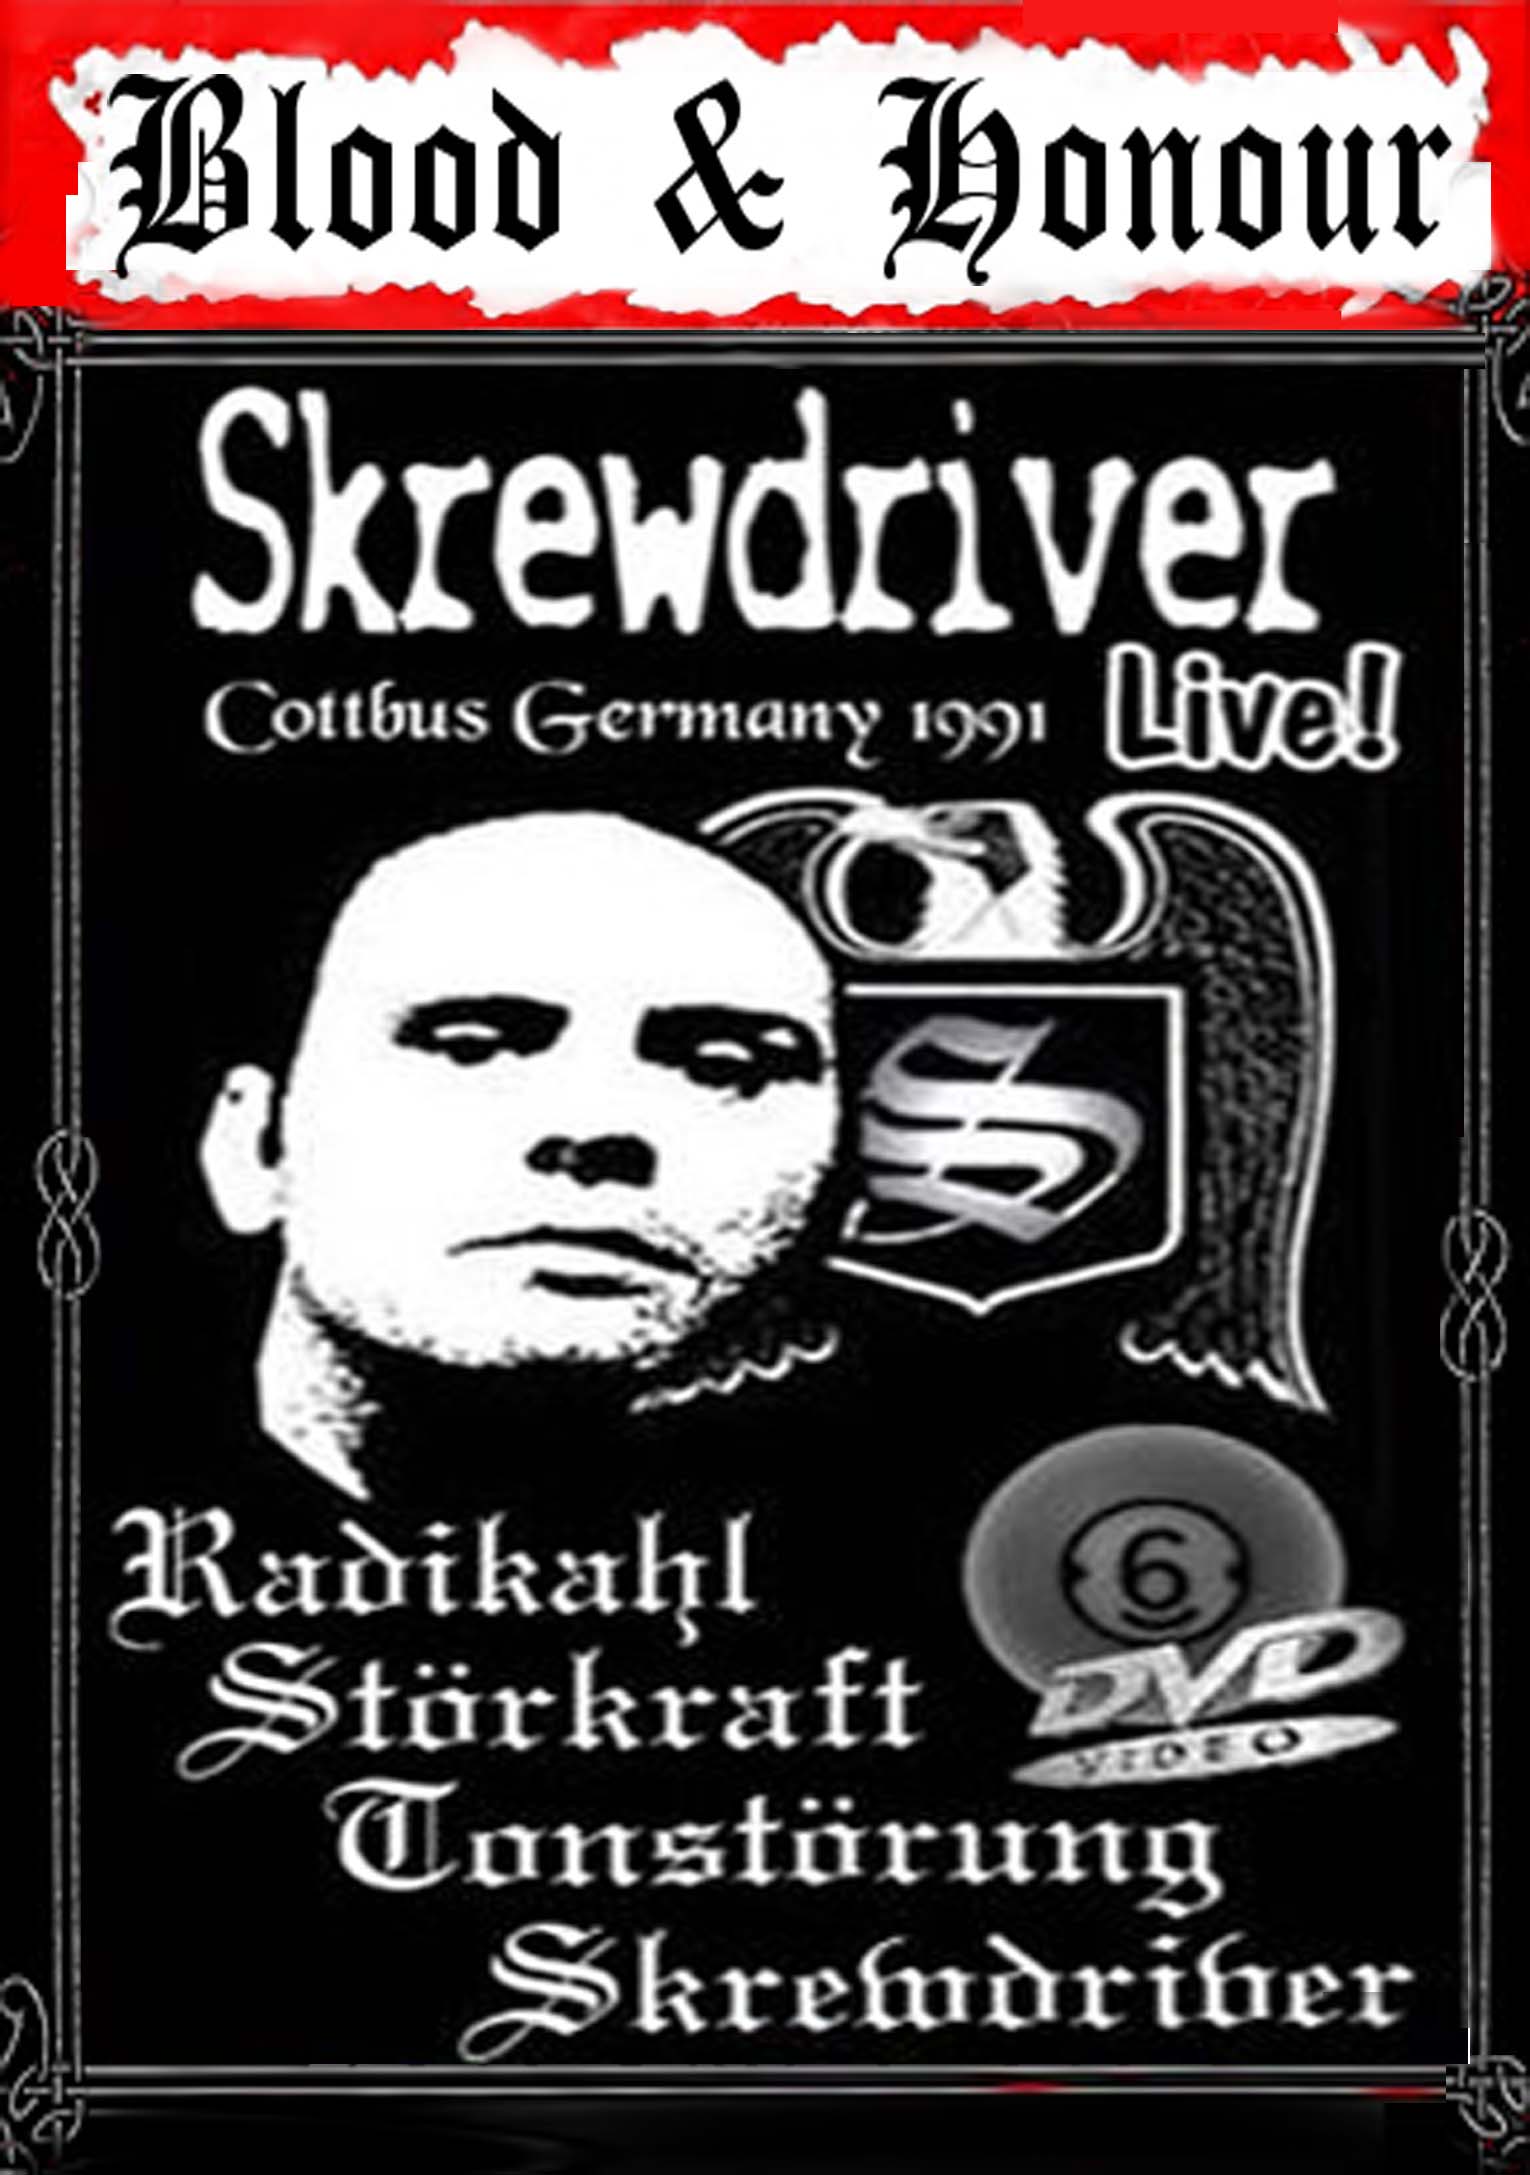 Blood & Honour
Skrewdriver
Live!
Cottbus Germany 1991
S
Radikahl
6
Störkraft
DVD
VIDEO
Tonstörung
Skrewdriver